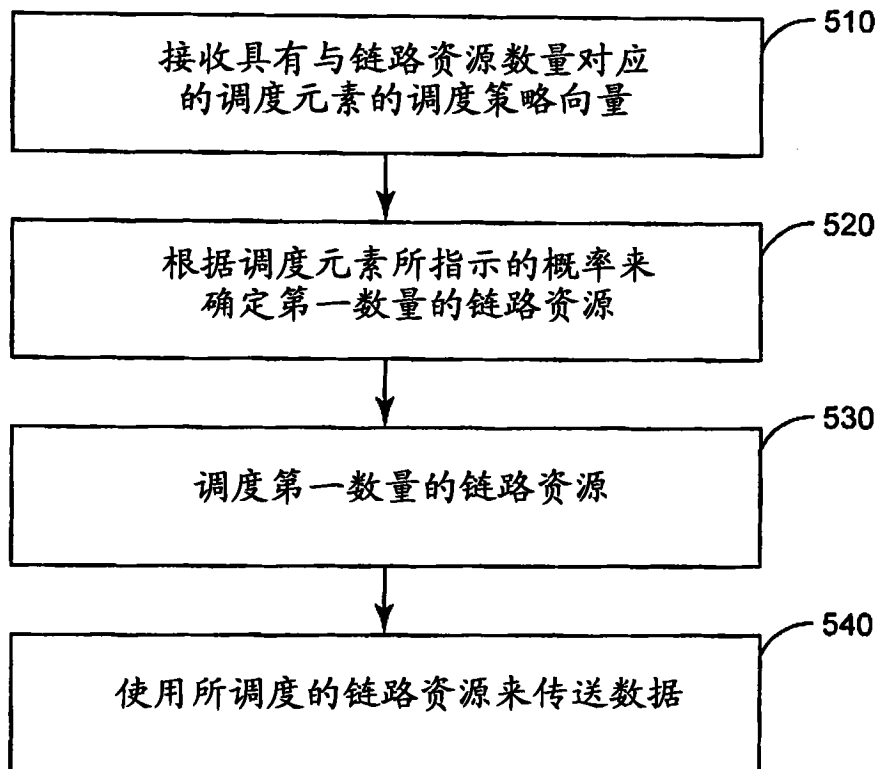 510
接收具有与链路资源数量对应
的调度元素的调度策略向量
520
根据调度元素所指示的概率来
确定第一数量的链路资源
530
调度第一数量的链路资源
540
使用所调度的链路资源来传送数据